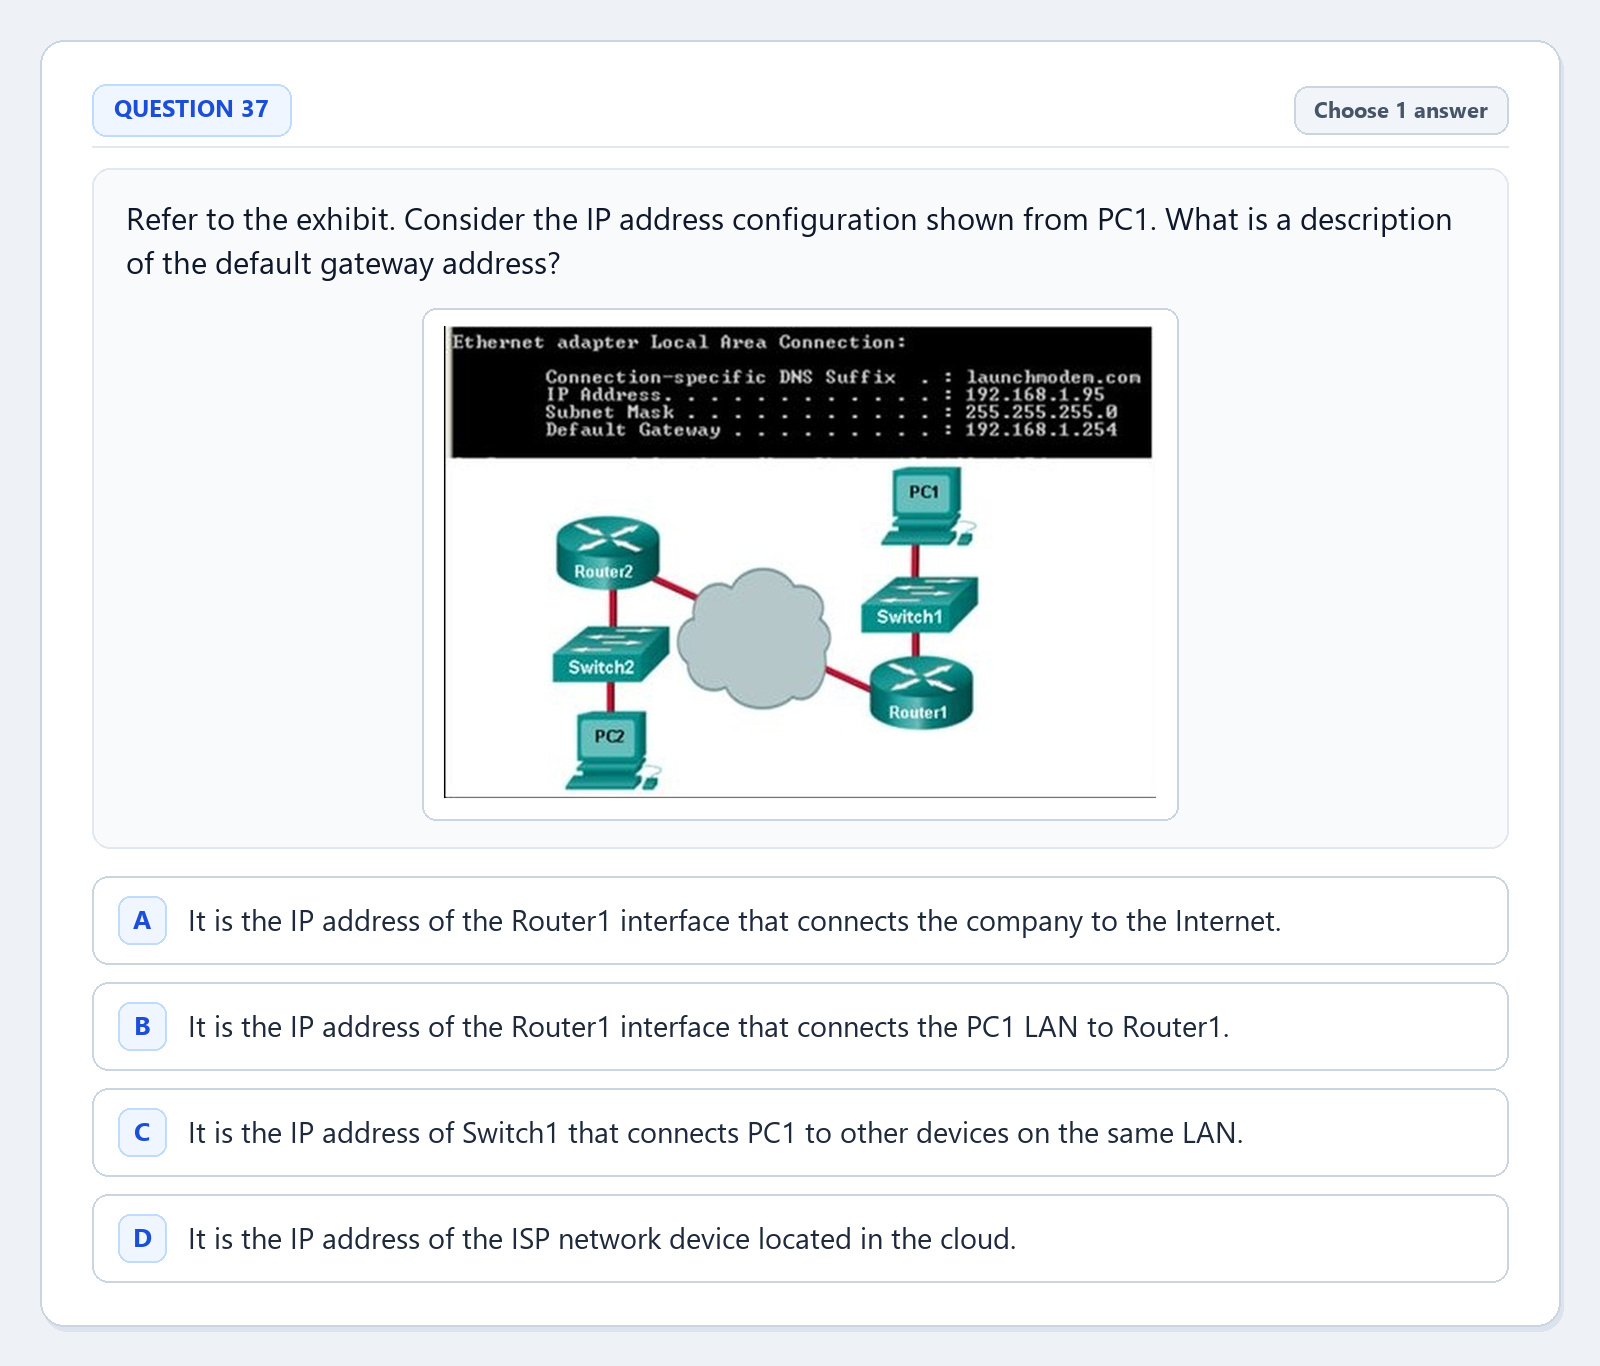 QUESTION 37
Choose 1 answer
Refer to the exhibit. Consider the IP address configuration shown from PC1. What is a description
of the default gateway address?
Ethernet adapter Local Area Connection:
Connection-specific DNS Suffix . : launchmodem.com
IP Address. . . . . . . . . . . . : 192.168.1.95
Subnet Mask . . . . . . . . . . . : 255.255.255.0
Default Gateway . . . . . . . . . : 192.168.1.254
PC1
Router2
Switch1
Switch2
Router1
PC2
A It is the IP address of the Router1 interface that connects the company to the Internet.
B It is the IP address of the Router1 interface that connects the PC1 LAN to Router1.
C It is the IP address of Switch1 that connects PC1 to other devices on the same LAN.
D It is the IP address of the ISP network device located in the cloud.